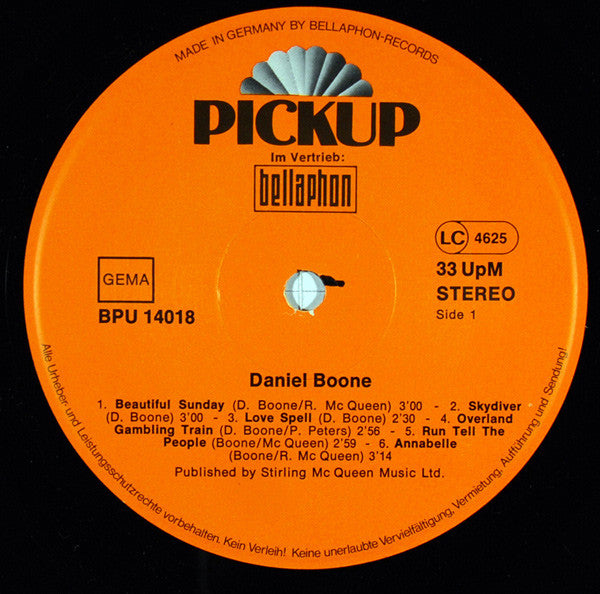 MADE IN GERMANY BY BELLAPHON-RECORDS
PICKUP
Im Vertrieb:
bellaphon
LC 4625
GEMA
33 UpM
BPU 14018
STEREO
Side 1
Daniel Boone
1. Beautiful Sunday (D. Boone/R. Mc Queen) 3'00 - 2. Skydiver
(D. Boone) 3'00 - 3. Love Spell (D. Boone) 2'30 - 4. Overland
Gambling Train (D. Boone/P. Peters) 2'56 - 5. Run Tell The
People (Boone/Mc Queen) 2'59 - 6. Annabelle
(Boone/R. Mc Queen) 3'14
Published by Stirling Mc Queen Music Ltd.
Alle Urheber- und Leistungsschutzrechte vorbehalten. Kein Verleih! Keine unerlaubte Vervielfältigung, Vermietung, Aufführung und Sendung!